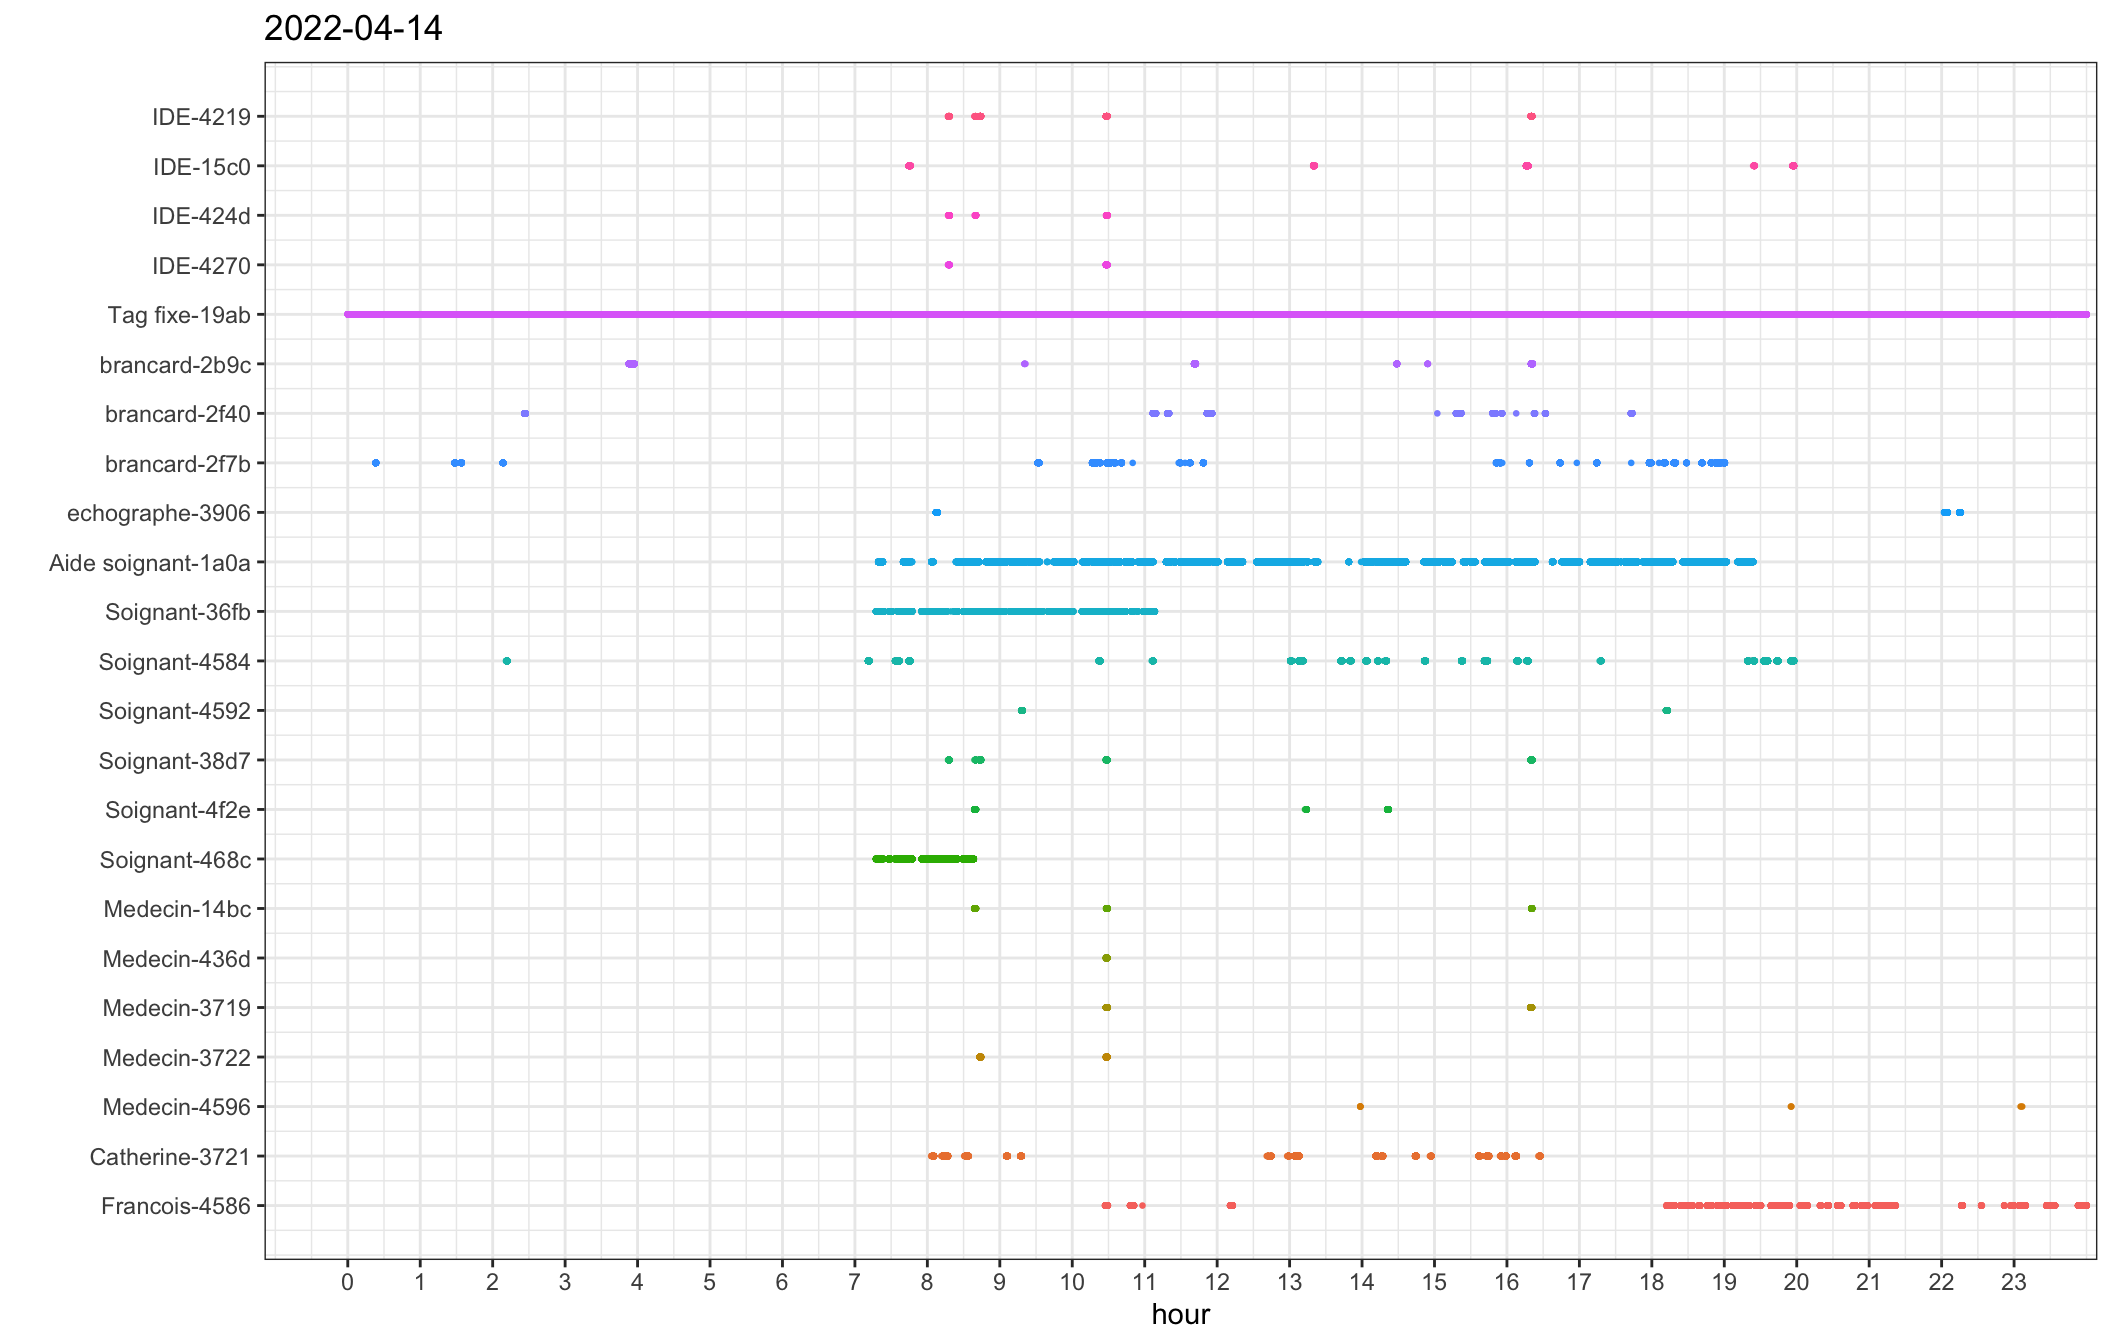 2022-04-14
IDE-4219
IDE-15c0
IDE-424d
IDE-4270
Tag fixe-19ab
brancard-2b9c
brancard-2f40
brancard-2f7b
echographe-3906
Aide soignant-1a0a
Soignant-36fb
Soignant-4584
Soignant-4592
Soignant-38d7
Soignant-4f2e
Soignant-468c
Medecin-14bc
Medecin-436d
Medecin-3719
Medecin-3722
Medecin-4596
Catherine-3721
Francois-4586
0 1 2 3 4 5 6 7 8 9 10 11 12 13 14 15 16 17 18 19 20 21 22 23
hour